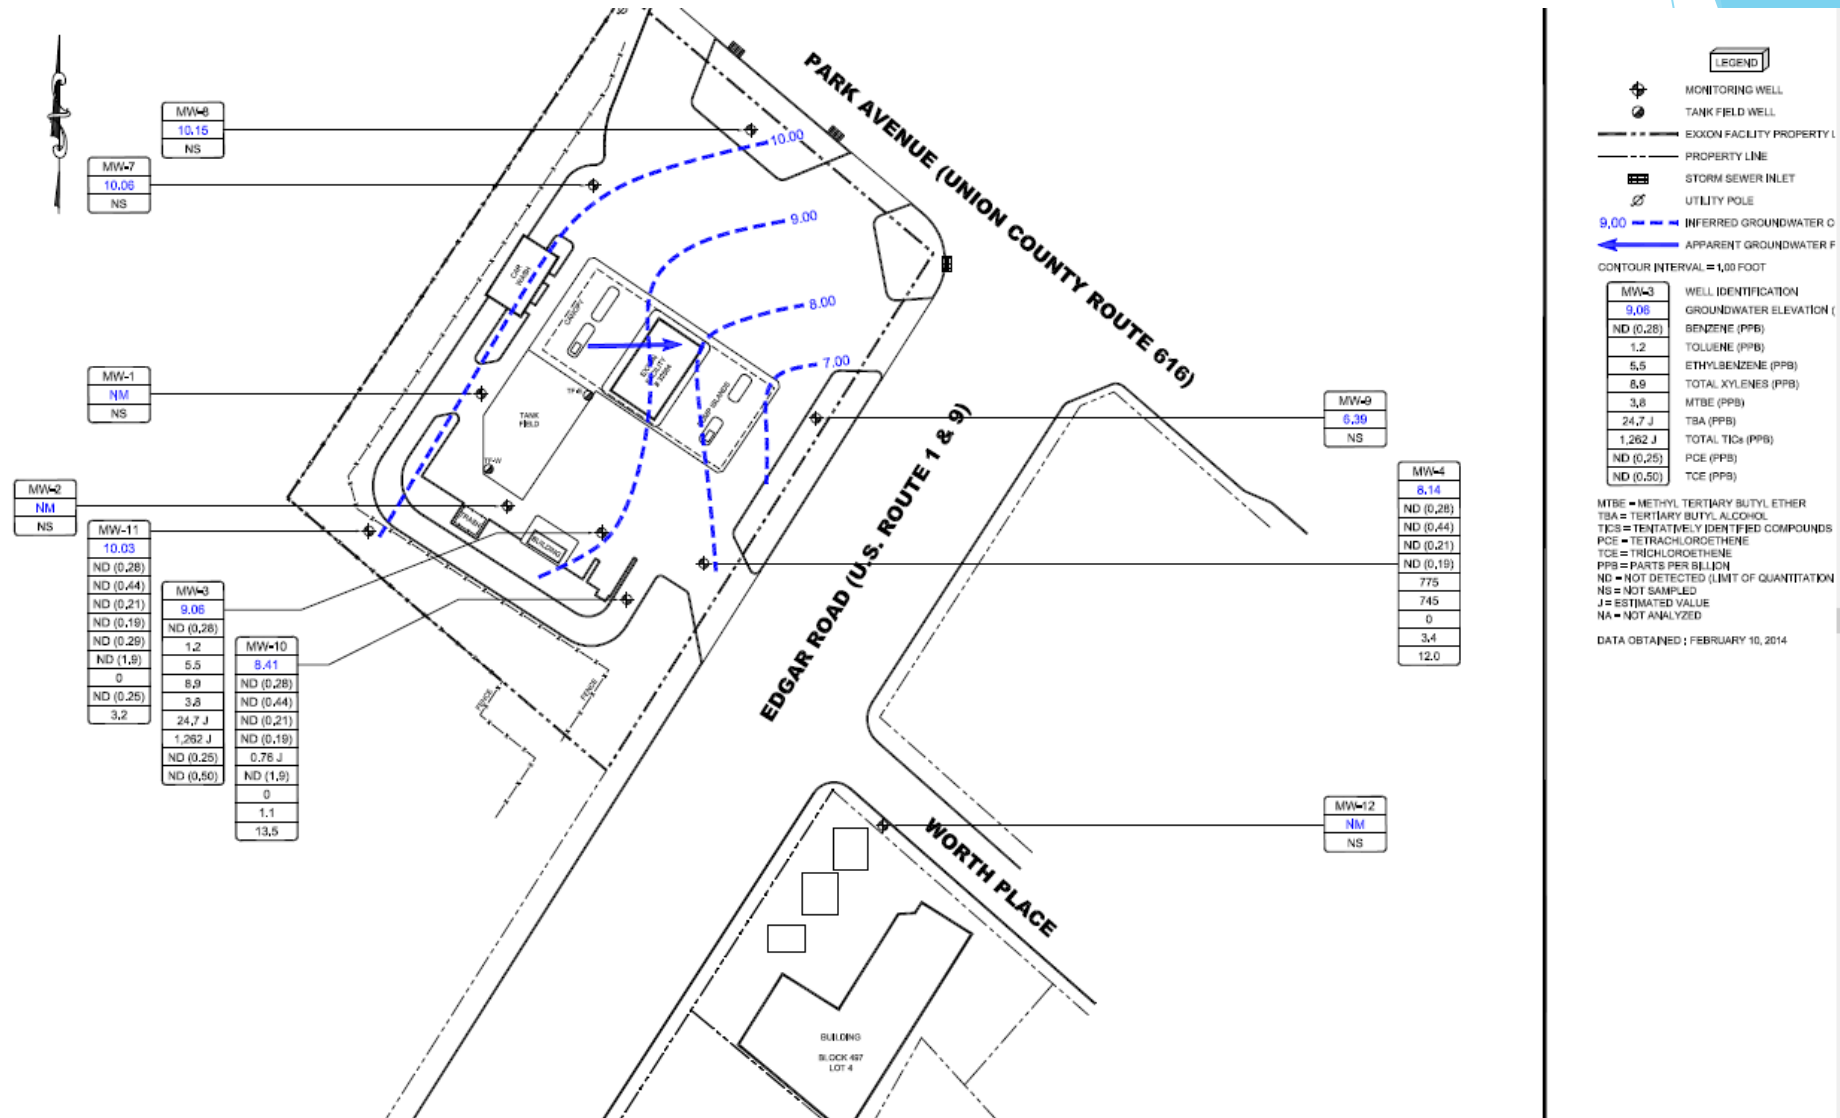 PARK AVENUE (UNION COUNTY ROUTE 616)
EDGAR ROAD (U.S. ROUTE 1 & 9)
WORTH PLACE
MW-8
10.15
NS
MW-7
10.06
NS
MW-1
NM
NS
MW-2
NM
NS
MW-11
10.03
ND (0.28)
ND (0.44)
ND (0.21)
ND (0.19)
ND (0.29)
ND (1.9)
0
ND (0.25)
3.2
MW-3
9.06
ND (0.28)
1.2
5.5
8.9
3.8
24.7 J
1,262 J
ND (0.25)
ND (0.50)
MW-10
8.41
ND (0.28)
ND (0.44)
ND (0.21)
ND (0.19)
0.76 J
ND (1.9)
0
1.1
13.5
10.00
9.00
8.00
7.00
CAR
WASH
CANOPY
TANK
FIELD
TF-W
TRASH
BUILDING
FENCE
FENCE
MW-9
6.39
NS
MW-4
8.14
ND (0.28)
ND (0.44)
ND (0.21)
ND (0.19)
775
745
0
3.4
12.0
MW-12
NM
NS
BUILDING
BLOCK 497
LOT 4
LEGEND
MONITORING WELL
TANK FIELD WELL
EXXON FACILITY PROPERTY L
PROPERTY LINE
STORM SEWER INLET
UTILITY POLE
9.00 INFERRED GROUNDWATER C
APPARENT GROUNDWATER F
CONTOUR INTERVAL = 1.00 FOOT
MW-3 WELL IDENTIFICATION
9.06 GROUNDWATER ELEVATION (
ND (0.28) BENZENE (PPB)
1.2 TOLUENE (PPB)
5.5 ETHYLBENZENE (PPB)
8.9 TOTAL XYLENES (PPB)
3.8 MTBE (PPB)
24.7 J TBA (PPB)
1,262 J TOTAL TICs (PPB)
ND (0.25) PCE (PPB)
ND (0.50) TCE (PPB)
MTBE = METHYL TERTIARY BUTYL ETHER
TBA = TERTIARY BUTYL ALCOHOL
TICS = TENTATIVELY IDENTIFIED COMPOUNDS
PCE = TETRACHLOROETHENE
TCE = TRICHLOROETHENE
PPB = PARTS PER BILLION
ND = NOT DETECTED (LIMIT OF QUANTITATION
NS = NOT SAMPLED
J = ESTIMATED VALUE
NA = NOT ANALYZED
DATA OBTAINED : FEBRUARY 10, 2014